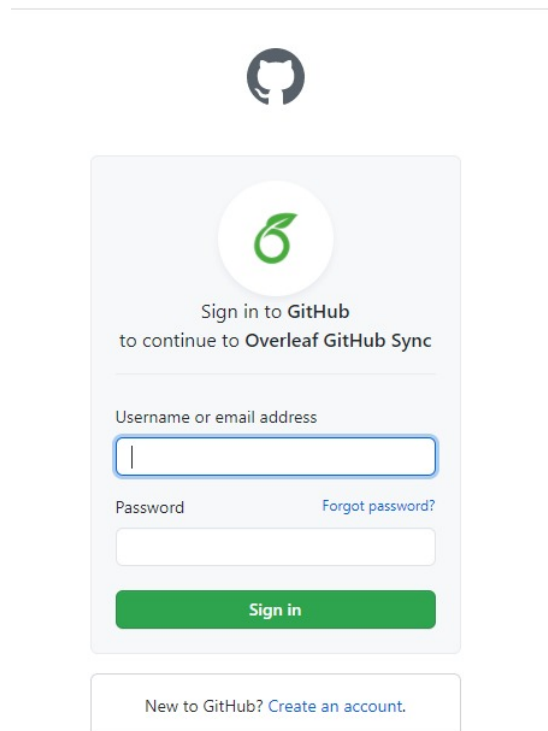 Sign in to GitHub
to continue to Overleaf GitHub Sync
Username or email address
Password Forgot password?
Sign in
New to GitHub? Create an account.